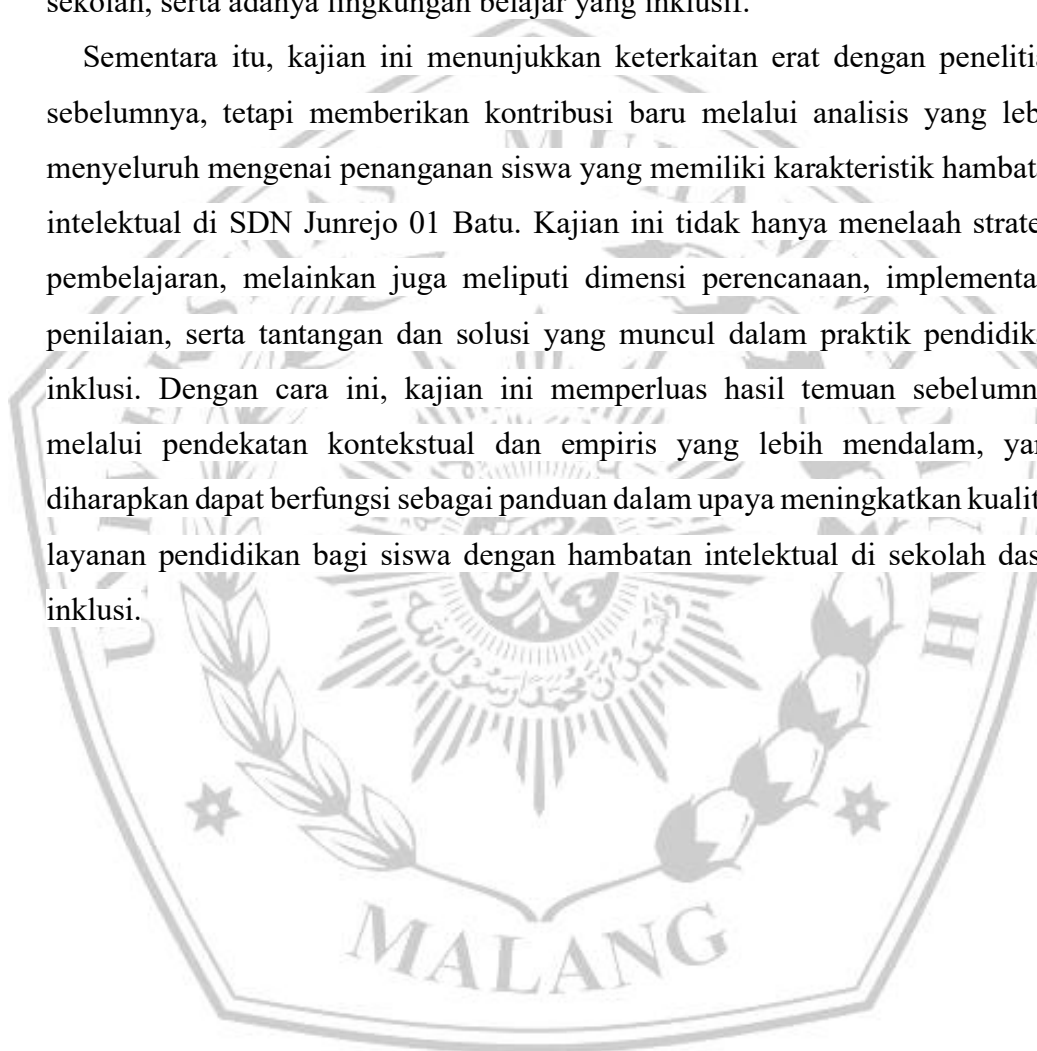 sekolah, serta adanya lingkungan belajar yang inklusif.
Sementara itu, kajian ini menunjukkan keterkaitan erat dengan peneliti
sebelumnya, tetapi memberikan kontribusi baru melalui analisis yang leb
menyeluruh mengenai penanganan siswa yang memiliki karakteristik hambat
intelektual di SDN Junrejo 01 Batu. Kajian ini tidak hanya menelaah strate
pembelajaran, melainkan juga meliputi dimensi perencanaan, implementa
penilaian, serta tantangan dan solusi yang muncul dalam praktik pendidik
inklusi. Dengan cara ini, kajian ini memperluas hasil temuan sebelumn
melalui pendekatan kontekstual dan empiris yang lebih mendalam, yan
diharapkan dapat berfungsi sebagai panduan dalam upaya meningkatkan kualit
layanan pendidikan bagi siswa dengan hambatan intelektual di sekolah das
inklusi.
MALANG